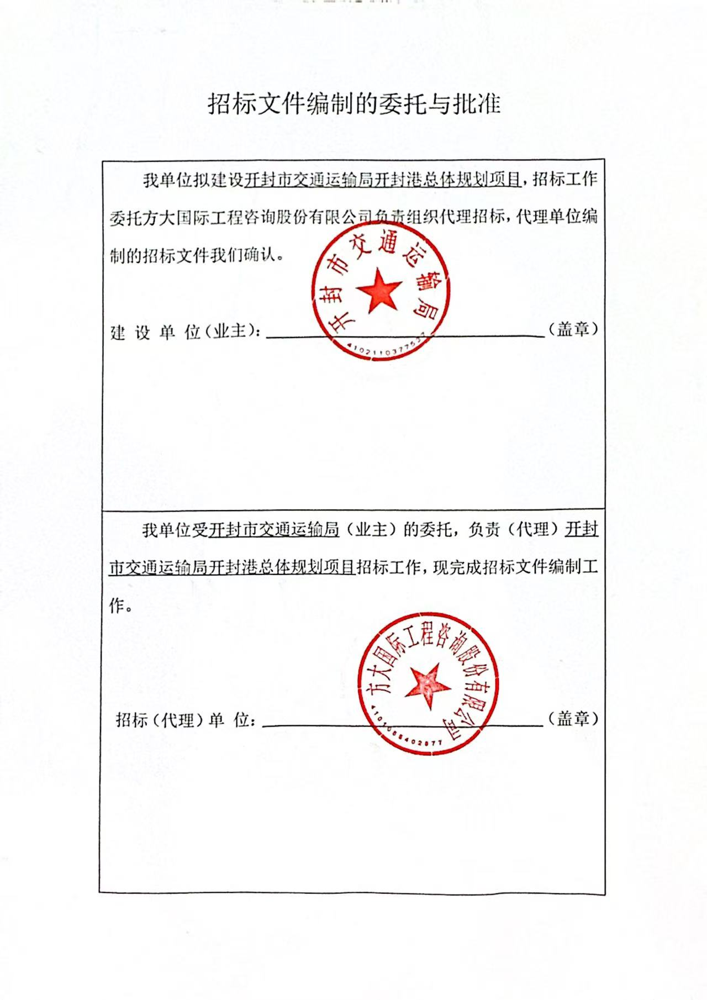 招标文件编制的委托与批准
我单位拟建设开封市交通运输局开封港总体规划项目，招标工作
委托方大国际工程咨询股份有限公司负责组织代理招标，代理单位编
制的招标文件我们确认。
开封市交通运输局
建 设 单 位（业主）：（盖章）
4102110377537
我单位受开封市交通运输局（业主）的委托，负责（代理）开封
市交通运输局开封港总体规划项目招标工作，现完成招标文件编制工
作。
方大国际工程咨询股份有限公司
招标（代理）单 位：（盖章）